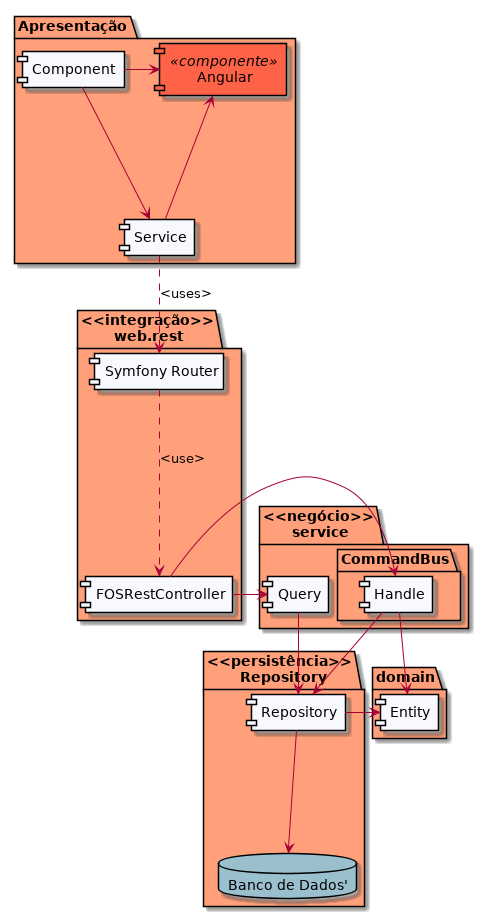 Apresentação
Component
«componente»
Angular
Service
<uses>
<<integração>>
web.rest
Symfony Router
<use>
<<negócio>>
service
CommandBus
FOSRestController
Query
Handle
<<persistência>>
Repository
domain
Repository
Entity
Banco de Dados'